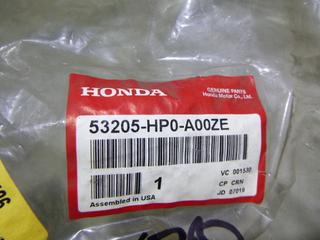 HONDA
GENUINE PARTS
Honda Motor Co., Ltd.
53205-HP0-A00ZE
1
VC 001530
CP CRN
JD 07019
Assembled in USA